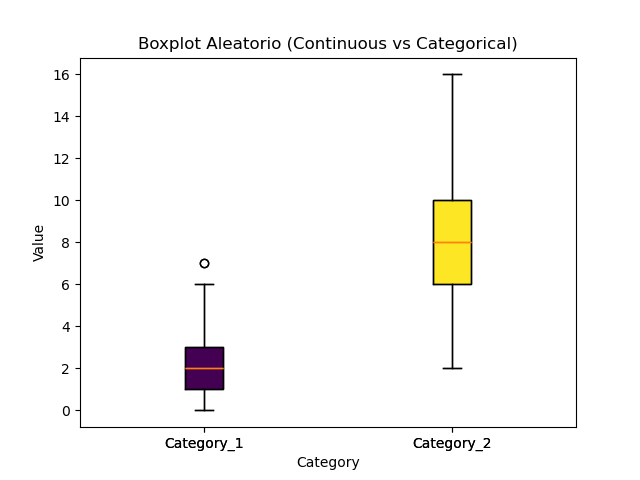 Boxplot Aleatorio (Continuous vs Categorical)
16
14
12
10
8
6
4
2
0
Value
Category_1
Category_2
Category